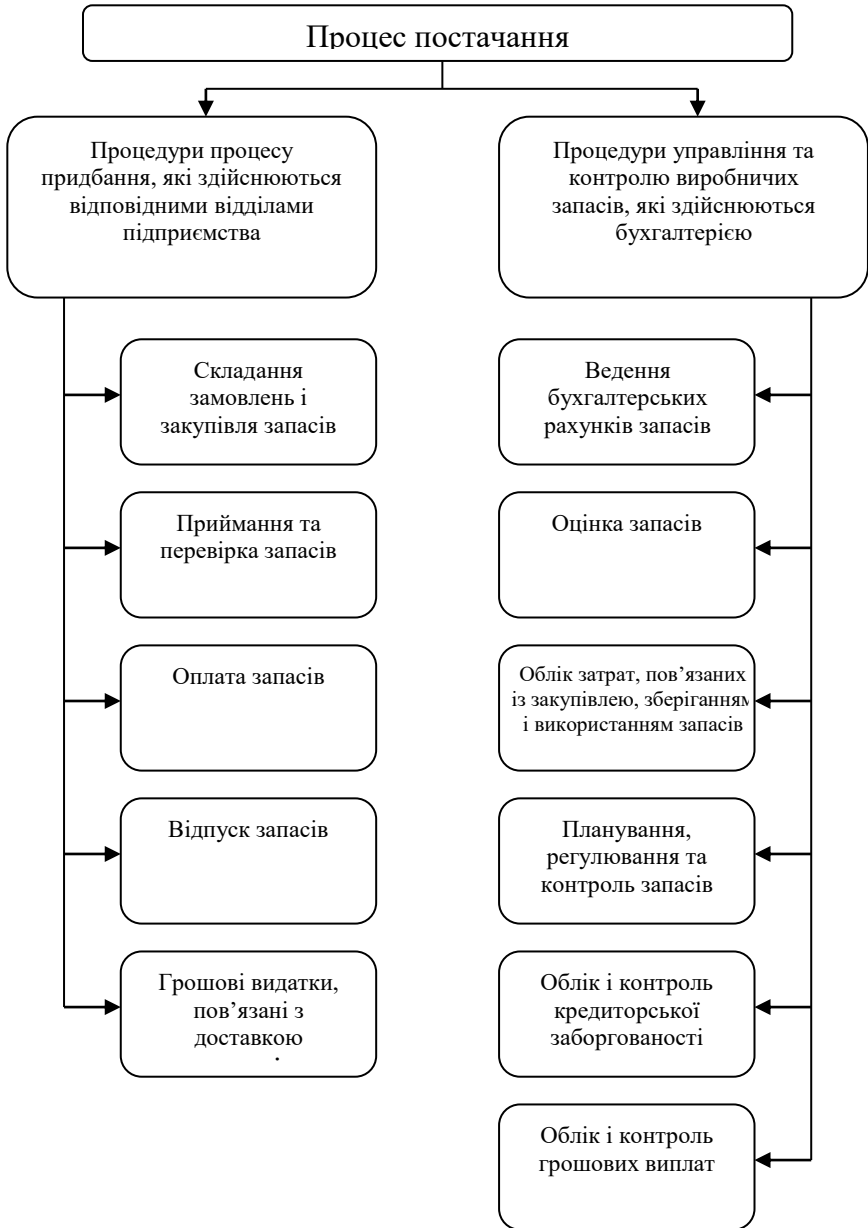 Процес постачання
Процедури процесу
придбання, які здійснюються
відповідними відділами
підприємства
Складання
замовлень і
закупівля запасів
Приймання та
перевірка запасів
Оплата запасів
Відпуск запасів
Грошові видатки,
пов’язані з
доставкою
Процедури управління та
контролю виробничих
запасів, які здійснюються
бухгалтерією
Ведення
бухгалтерських
рахунків запасів
Оцінка запасів
Облік затрат, пов’язаних
із закупівлею, зберіганням
і використанням запасів
Планування,
регулювання та
контроль запасів
Облік і контроль
кредиторської
заборгованості
Облік і контроль
грошових виплат